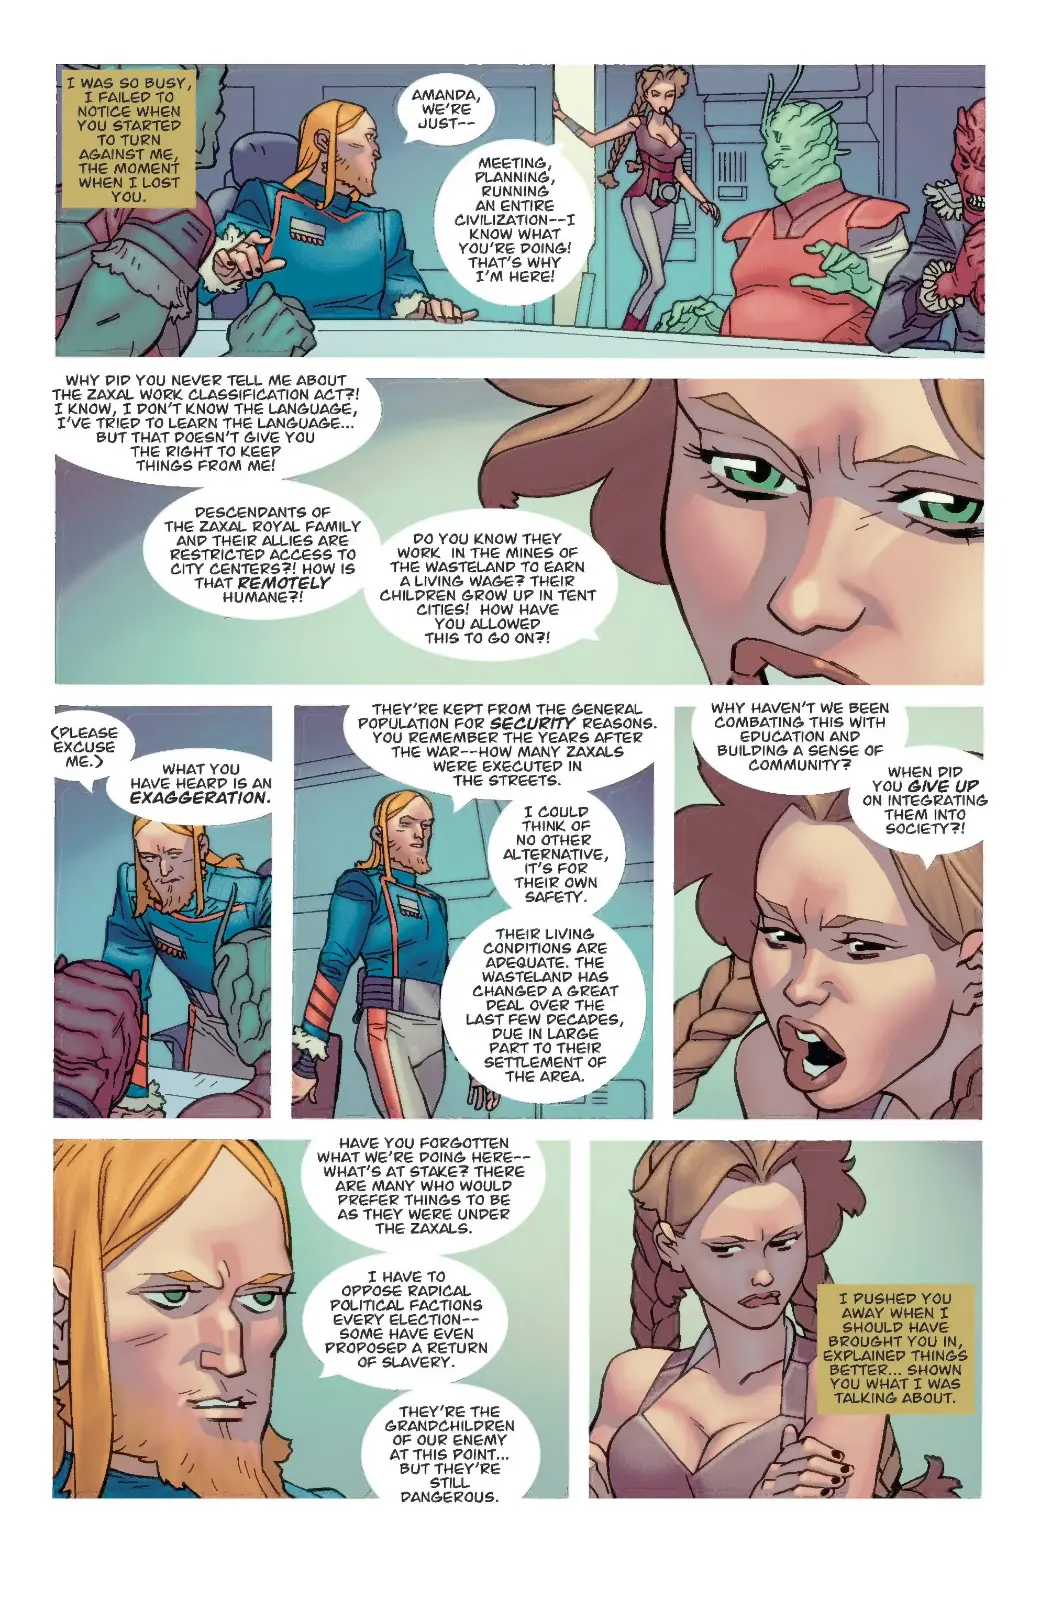 I WAS SO BUSY,
I FAILED TO
NOTICE WHEN
YOU STARTED
TO TURN
AGAINST ME,
THE MOMENT
WHEN I LOST
YOU.
AMANDA,
WE'RE
JUST--
MEETING,
PLANNING,
RUNNING
AN ENTIRE
CIVILIZATION--I
KNOW WHAT
YOU'RE DOING!
THAT'S WHY
I'M HERE!
WHY DID YOU NEVER TELL ME ABOUT
THE ZAXAL WORK CLASSIFICATION ACT?!
I KNOW, I DON'T KNOW THE LANGUAGE,
I'VE TRIED TO LEARN THE LANGUAGE...
BUT THAT DOESN'T GIVE YOU
THE RIGHT TO KEEP
THINGS FROM ME!
DESCENDANTS OF
THE ZAXAL ROYAL FAMILY
AND THEIR ALLIES ARE
RESTRICTED ACCESS TO
CITY CENTERS?! HOW IS
THAT REMOTELY
HUMANE?!
DO YOU KNOW THEY
WORK IN THE MINES OF
THE WASTELAND TO EARN
A LIVING WAGE? THEIR
CHILDREN GROW UP IN TENT
CITIES! HOW HAVE
YOU ALLOWED
THIS TO GO ON?!
<PLEASE
EXCUSE
ME.>
WHAT YOU
HAVE HEARD IS AN
EXAGGERATION.
THEY'RE KEPT FROM THE GENERAL
POPULATION FOR SECURITY REASONS.
YOU REMEMBER THE YEARS AFTER
THE WAR--HOW MANY ZAXALS
WERE EXECUTED IN
THE STREETS.
I COULD
THINK OF
NO OTHER
ALTERNATIVE,
IT'S FOR
THEIR OWN
SAFETY.
THEIR LIVING
CONDITIONS ARE
ADEQUATE. THE
WASTELAND HAS
CHANGED A GREAT
DEAL OVER THE
LAST FEW DECADES,
DUE IN LARGE
PART TO THEIR
SETTLEMENT OF
THE AREA.
WHY HAVEN'T WE BEEN
COMBATING THIS WITH
EDUCATION AND
BUILDING A SENSE OF
COMMUNITY?
WHEN DID
YOU GIVE UP
ON INTEGRATING
THEM INTO
SOCIETY?!
HAVE YOU FORGOTTEN
WHAT WE'RE DOING HERE--
WHAT'S AT STAKE? THERE
ARE MANY WHO WOULD
PREFER THINGS TO BE
AS THEY WERE UNDER
THE ZAXALS.
I HAVE TO
OPPOSE RADICAL
POLITICAL FACTIONS
EVERY ELECTION--
SOME HAVE EVEN
PROPOSED A RETURN
OF SLAVERY.
THEY'RE THE
GRANDCHILDREN
OF OUR ENEMY
AT THIS POINT...
BUT THEY'RE
STILL
DANGEROUS.
I PUSHED YOU
AWAY WHEN I
SHOULD HAVE
BROUGHT YOU IN,
EXPLAINED THINGS
BETTER... SHOWN
YOU WHAT I WAS
TALKING ABOUT.